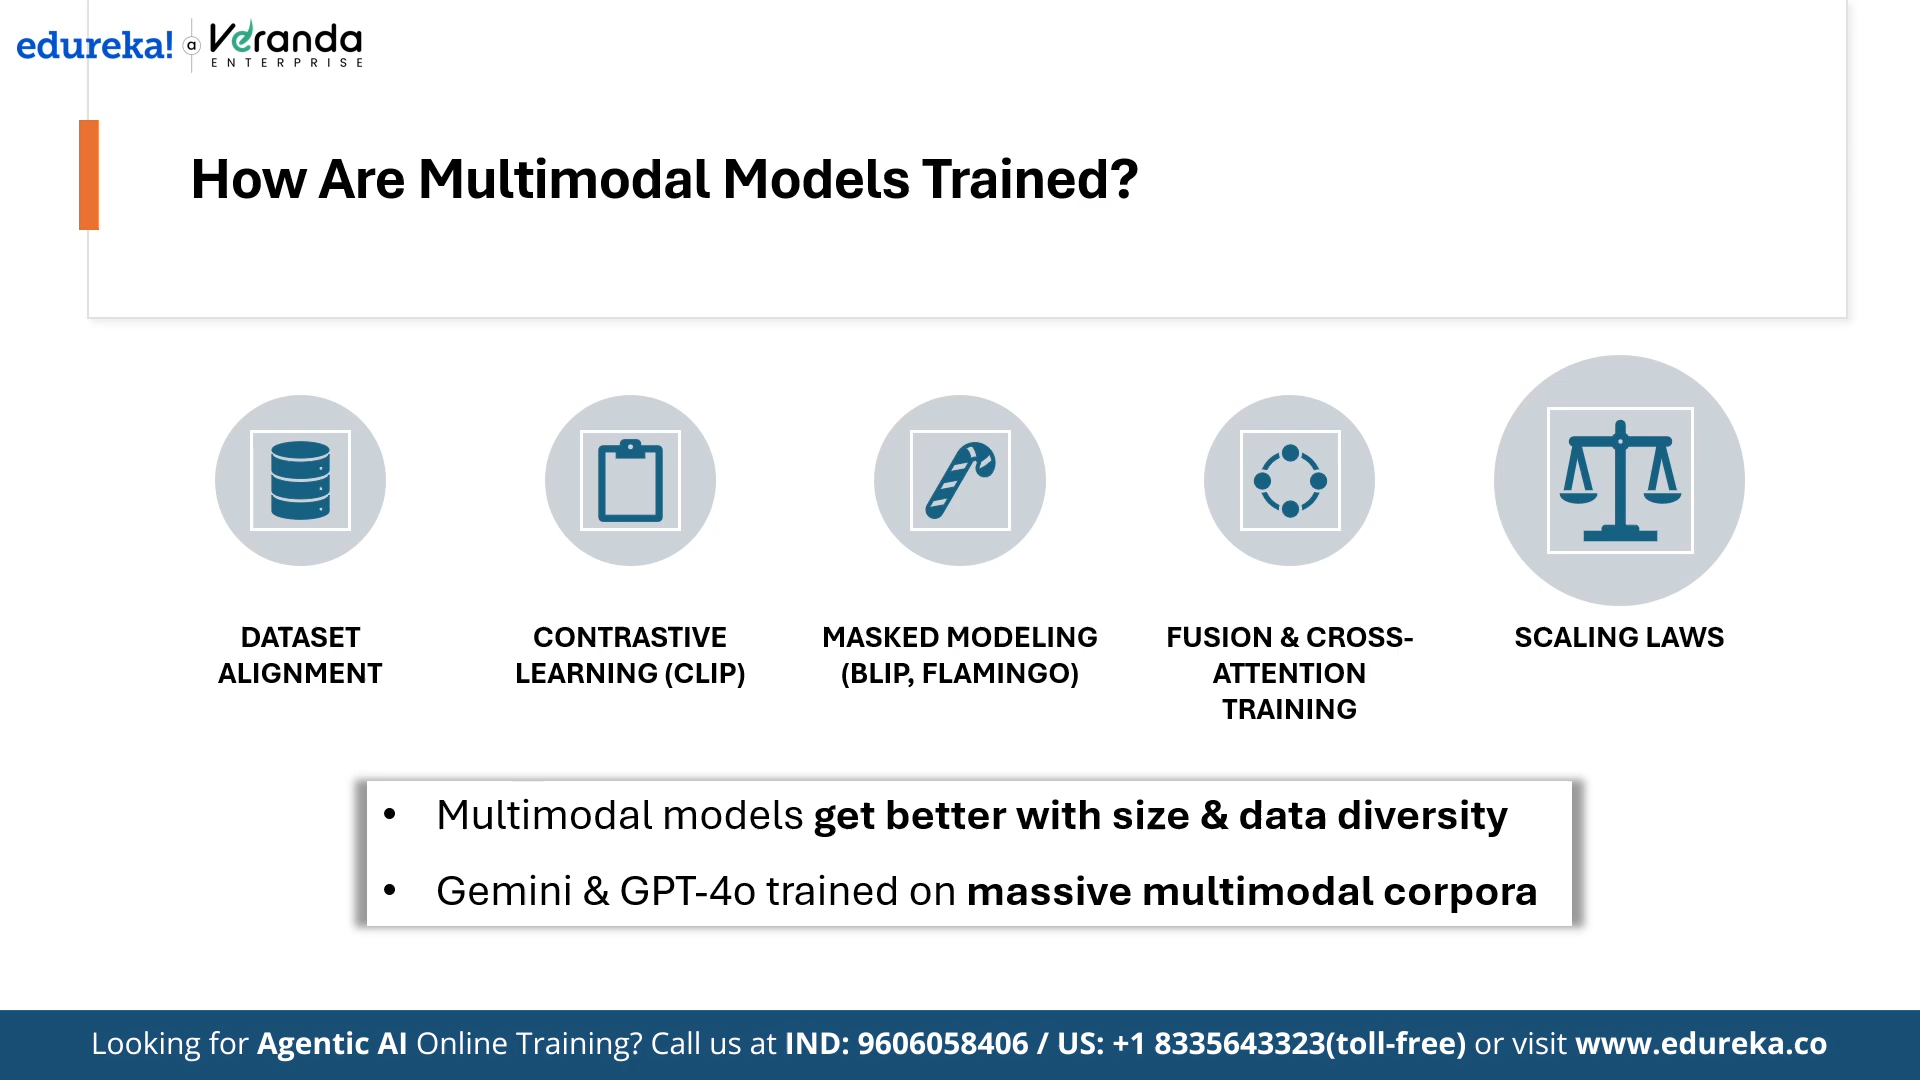 edureka! a Veranda
ENTERPRISE
How Are Multimodal Models Trained?
DATASET
ALIGNMENT
CONTRASTIVE
LEARNING (CLIP)
MASKED MODELING
(BLIP, FLAMINGO)
FUSION & CROSS-
ATTENTION
TRAINING
SCALING LAWS
• Multimodal models get better with size & data diversity
• Gemini & GPT-4o trained on massive multimodal corpora
Looking for Agentic AI Online Training? Call us at IND: 9606058406 / US: +1 8335643323(toll-free) or visit www.edureka.co